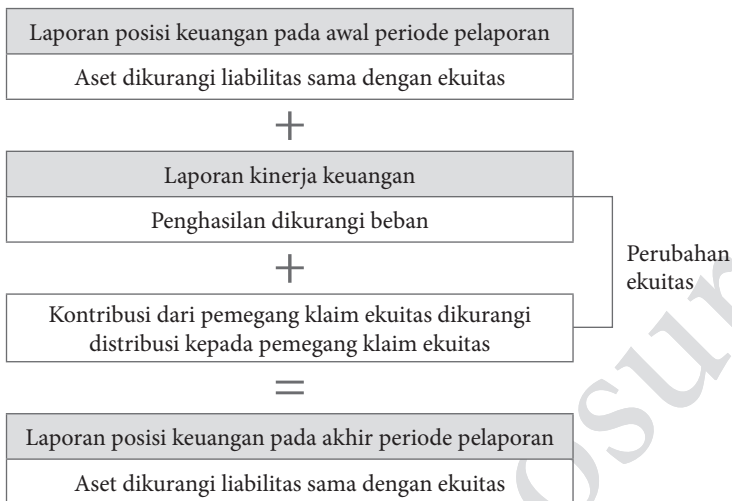 Laporan posisi keuangan pada awal periode pelaporan
Aset dikurangi liabilitas sama dengan ekuitas
+
Laporan kinerja keuangan
Penghasilan dikurangi beban
+
Perubahan
ekuitas
Kontribusi dari pemegang klaim ekuitas dikurangi
distribusi kepada pemegang klaim ekuitas
=
Laporan posisi keuangan pada akhir periode pelaporan
Aset dikurangi liabilitas sama dengan ekuitas